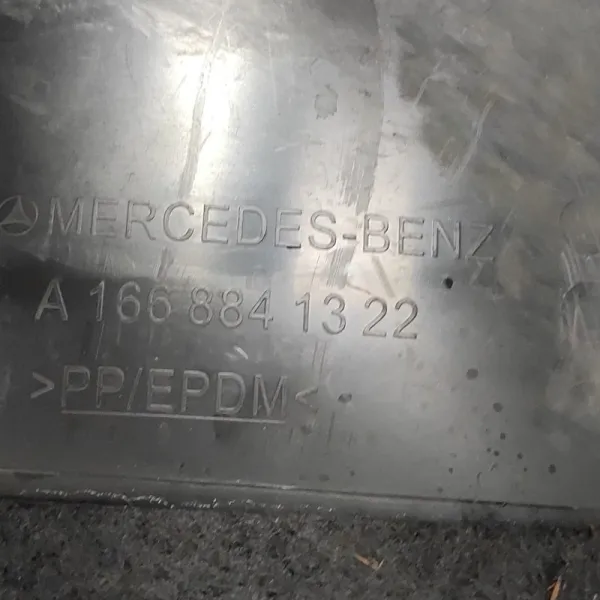 MERCEDES-BENZ
A 166 884 13 22
>PP/EPDM<